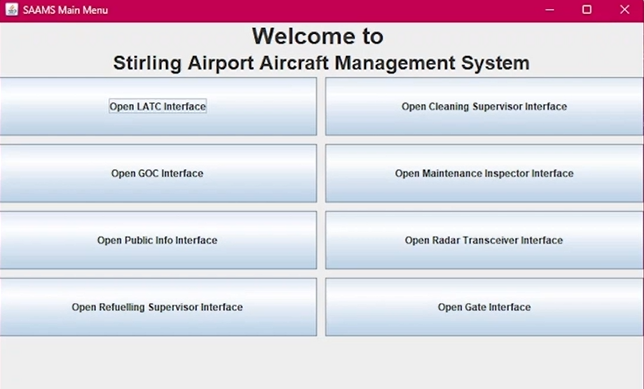 SAAMS Main Menu
Welcome to
Stirling Airport Aircraft Management System
Open LATC Interface
Open Cleaning Supervisor Interface
Open GOC Interface
Open Maintenance Inspector Interface
Open Public Info Interface
Open Radar Transceiver Interface
Open Refuelling Supervisor Interface
Open Gate Interface